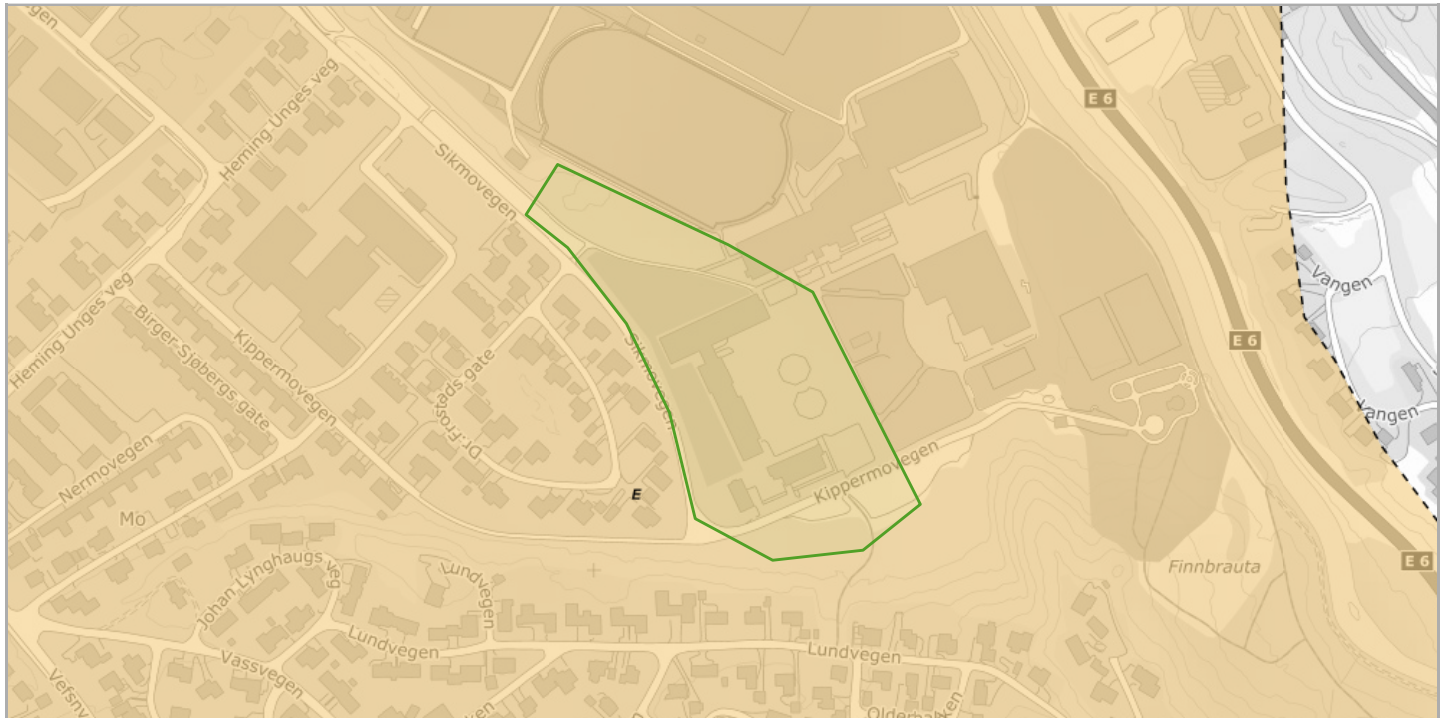 Heming Unges veg
E 6
Sikmovegen
Vangen
Heming Unges veg
Birger Sjøbergs gate
Kippermovegen
E 6
Sikmovegen
Dr. Frostads gate
Vangen
Nermovegen
Kippermovegen
E
Mo
E 6
Finnbrauta
Johan Lynghaugs veg
Lundvegen
Lundvegen
Lundvegen
Vassvegen